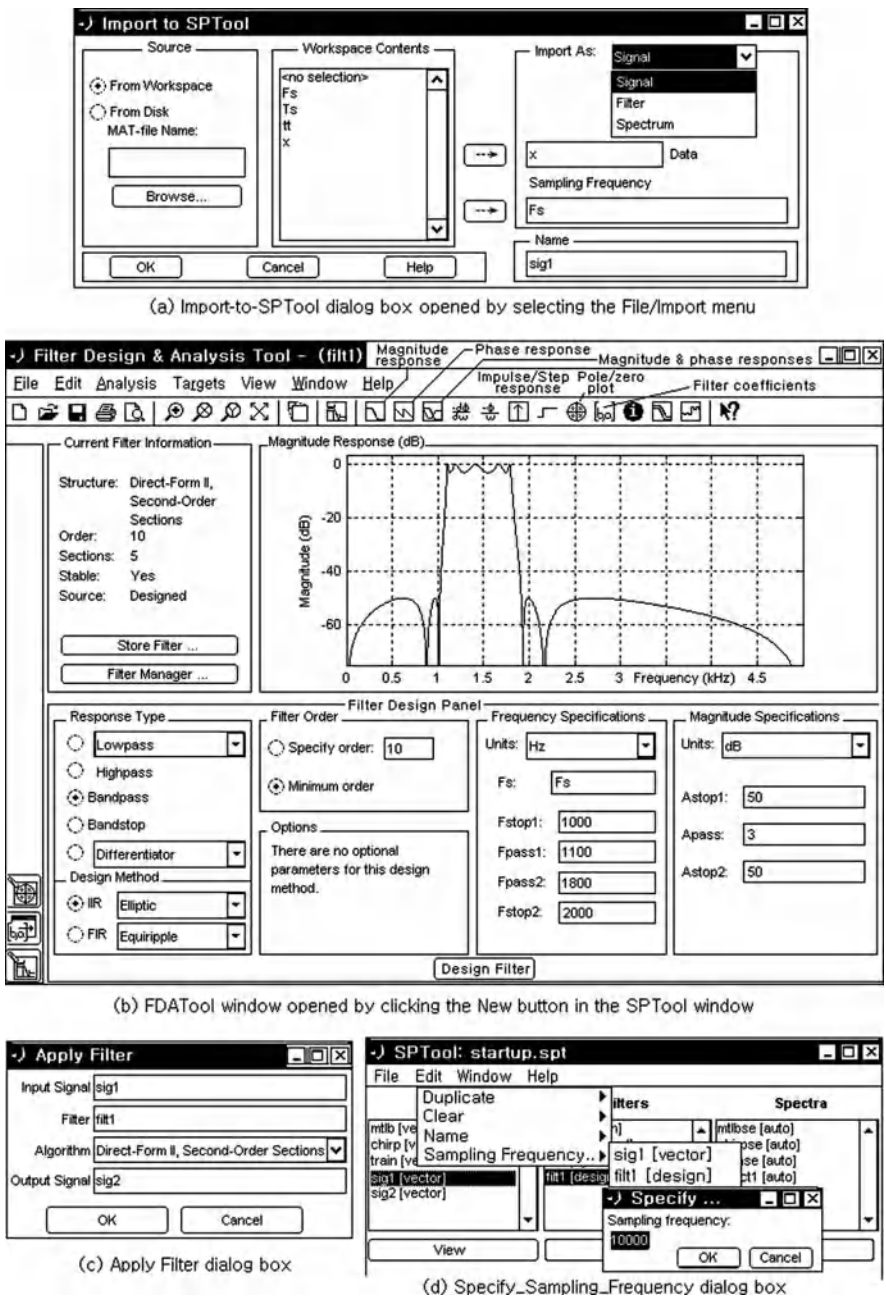 Import to SPTool
Source
From Workspace
From Disk
MAT-file Name:
Browse...
Workspace Contents
<no selection>
Fs
Ts
tt
x
Import As:
Signal
Signal
Filter
Spectrum
x
Data
Sampling Frequency
Fs
Name
sig1
OK
Cancel
Help
(a) Import-to-SPTool dialog box opened by selecting the File/Import menu
Filter Design & Analysis Tool - (filt1)
Magnitude response
Phase response
Magnitude & phase responses
File Edit Analysis Targets View Window Help
Impulse/Step response
Pole/zero plot
Filter coefficients
Current Filter Information
Structure: Direct-Form II, Second-Order Sections
Order: 10
Sections: 5
Stable: Yes
Source: Designed
Store Filter ...
Filter Manager ...
Magnitude Response (dB)
Magnitude (dB)
0
-20
-40
-60
0 0.5 1 1.5 2 2.5 3 Frequency (kHz) 4.5
Filter Design Panel
Response Type
Lowpass
Highpass
Bandpass
Bandstop
Differentiator
Design Method
IIR Elliptic
FIR Equiripple
Filter Order
Specify order: 10
Minimum order
Options
There are no optional
parameters for this design
method.
Frequency Specifications
Units: Hz
Fs: Fs
Fstop1: 1000
Fpass1: 1100
Fpass2: 1800
Fstop2: 2000
Magnitude Specifications
Units: dB
Astop1: 50
Apass: 3
Astop2: 50
Design Filter
(b) FDATool window opened by clicking the New button in the SPTool window
Apply Filter
Input Signal sig1
Filter filt1
Algorithm Direct-Form II, Second-Order Sections
Output Signal sig2
OK
Cancel
(c) Apply Filter dialog box
SPTool: startup.spt
File Edit Window Help
Duplicate
Clear
Name
Sampling Frequency..
ilters
Spectra
mtlb [ve
chirp [v
train [ve
sig1 [vector]
sig2 [vector]
sig1 [vector]
filt1 [design]
filt1 [desig
mtlbse [auto]
pse [auto]
se [auto]
ct1 [auto]
Specify ...
Sampling frequency:
10000
OK
Cancel
View
(d) Specify_Sampling_Frequency dialog box